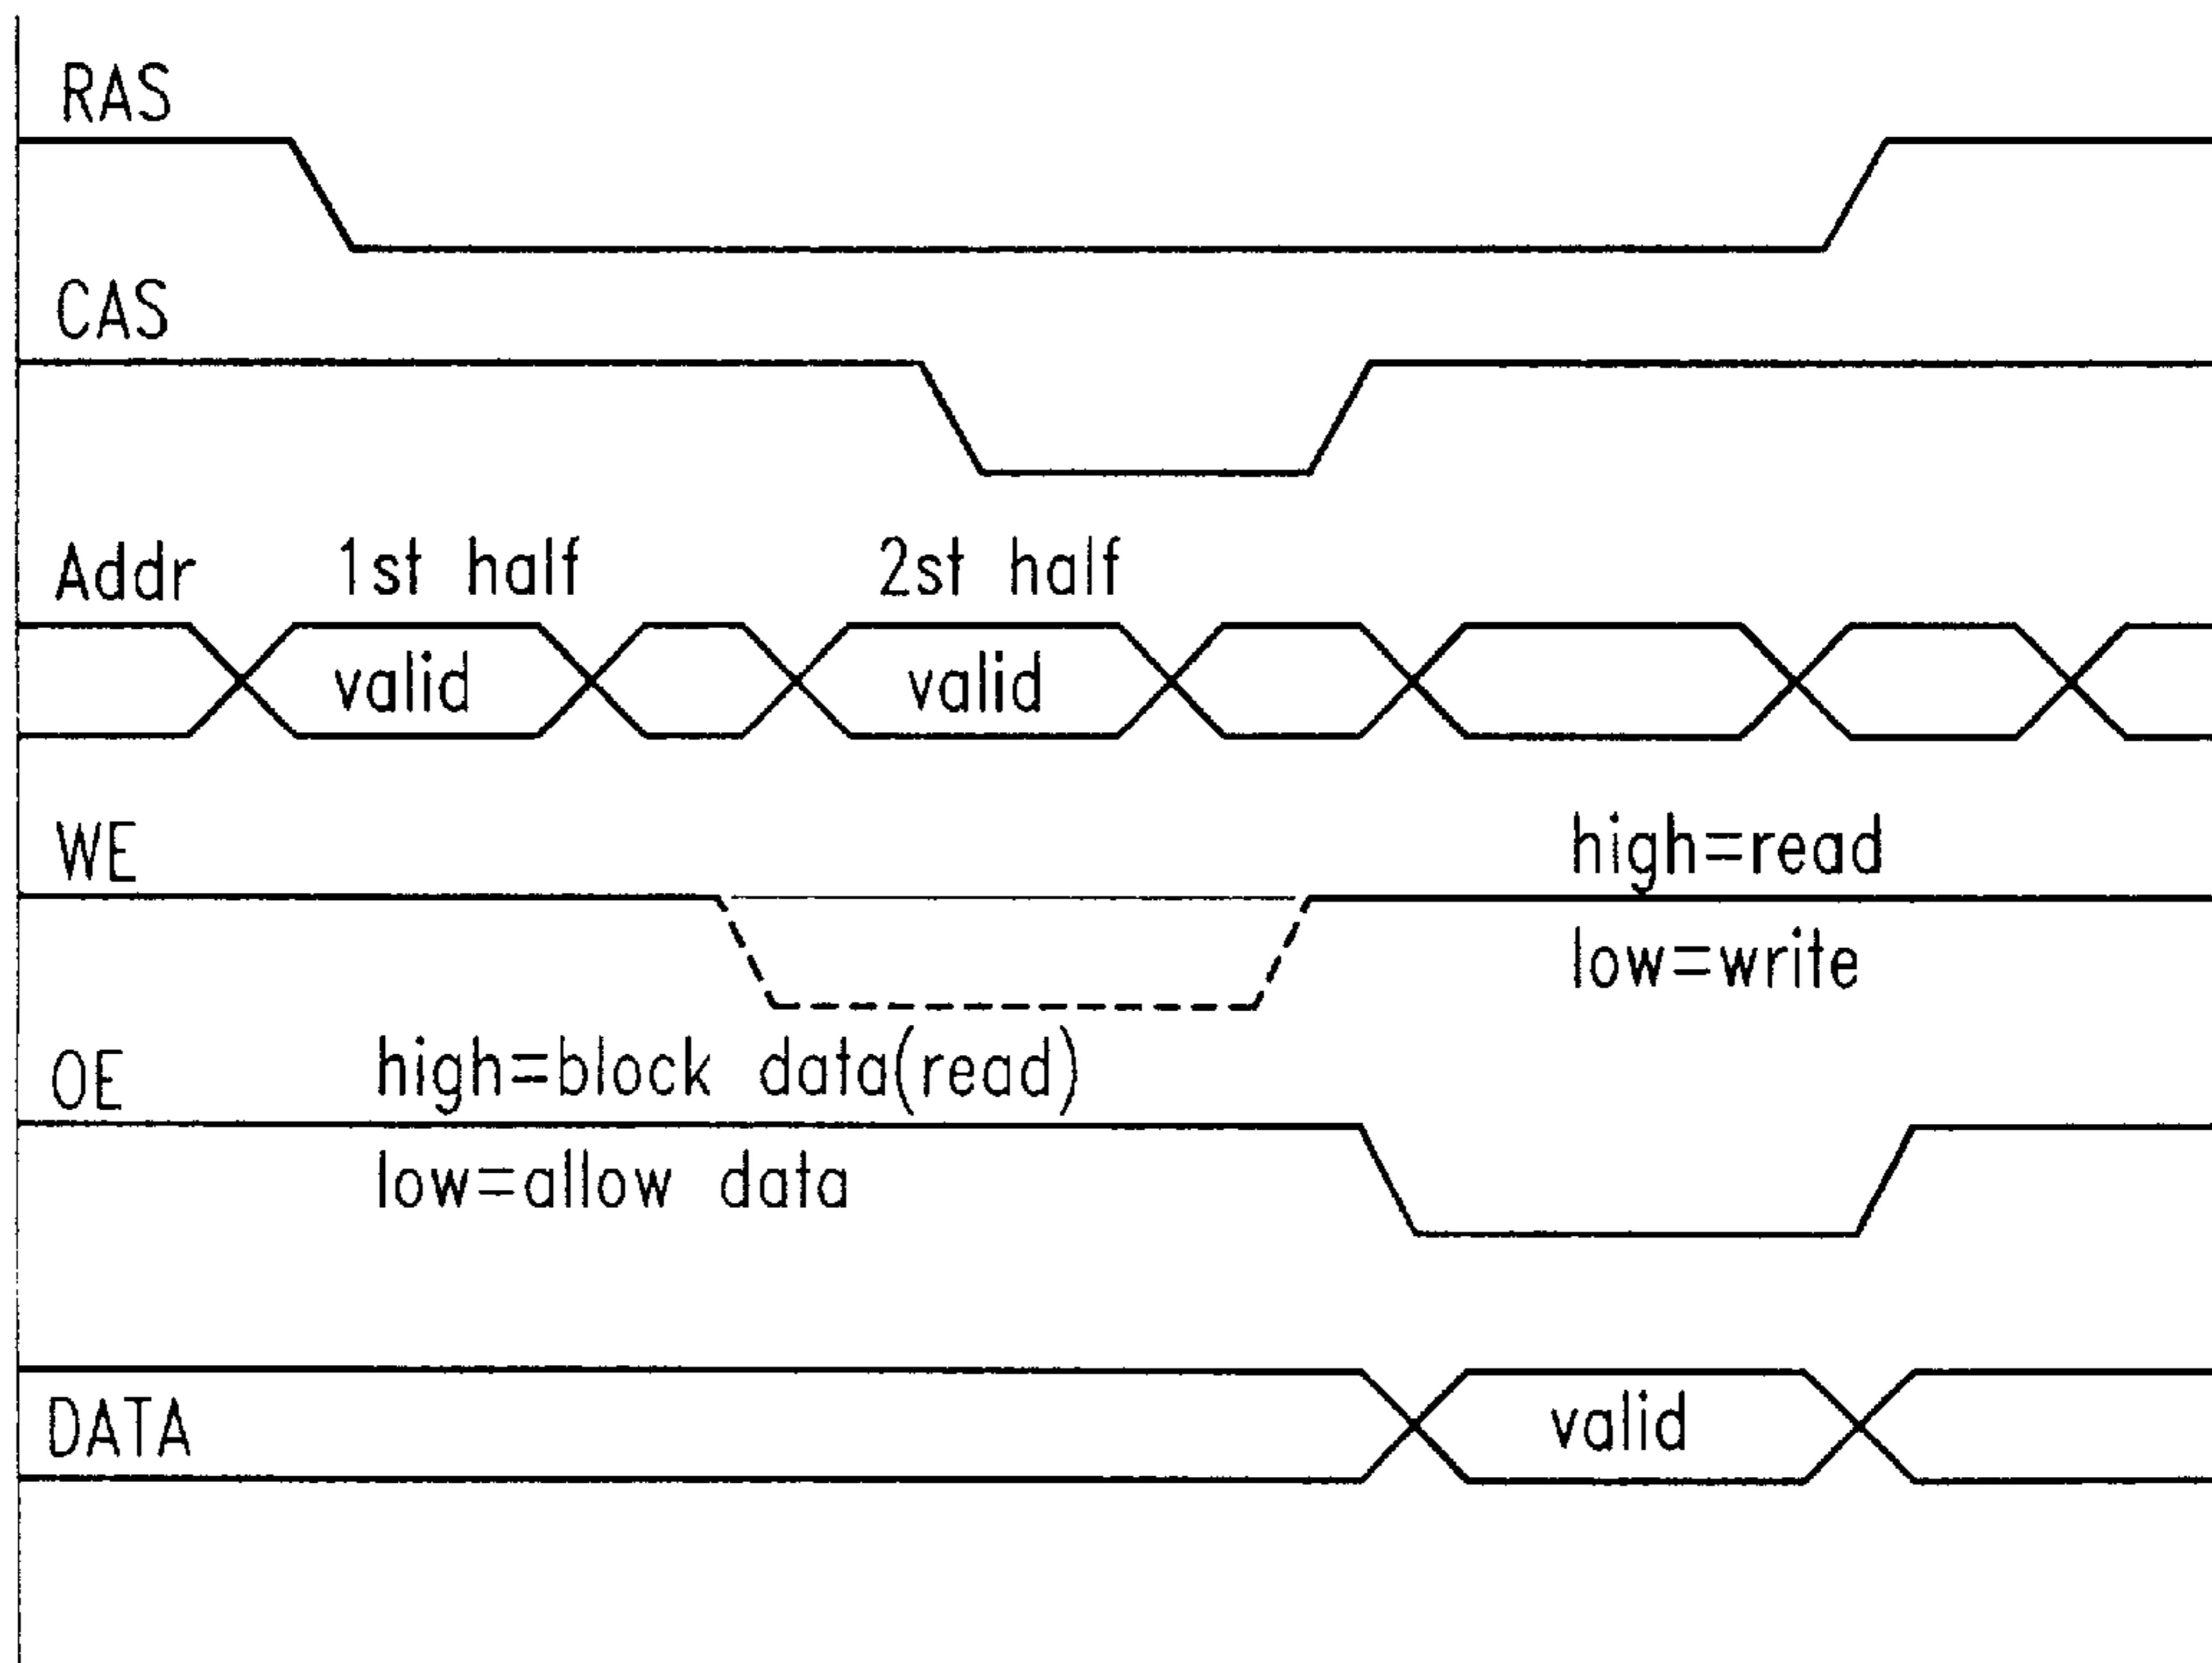 RAS
CAS
Addr 1st half 2st half
valid valid
WE high=read
low=write
OE high=block data(read)
low=allow data
DATA valid